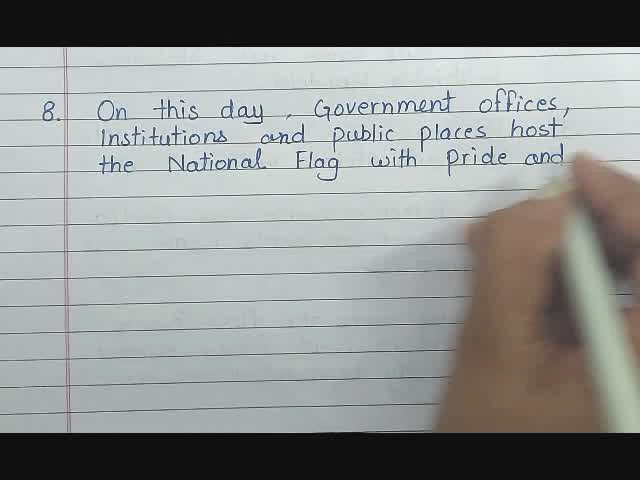 8. On this day, Government offices,
Institutions and public places host
the National Flag with pride and